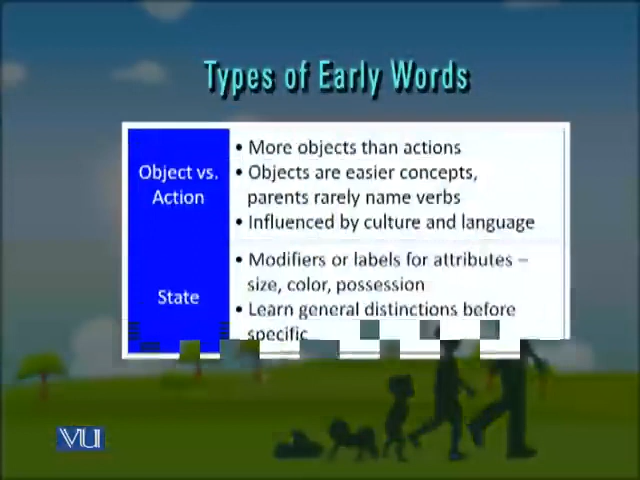 Types of Early Words
Object vs.
Action
• More objects than actions
• Objects are easier concepts,
parents rarely name verbs
• Influenced by culture and language
State
• Modifiers or labels for attributes –
size, color, possession
• Learn general distinctions before
specific
VU